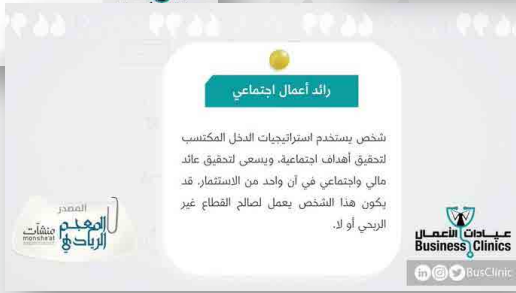 رائد أعمال اجتماعي
شخص يستخدم استراتيجيات الدخل المكتسب
لتحقيق أهداف اجتماعية، ويسعى لتحقيق عائد
مالي واجتماعي في آن واحد من الاستثمار. قد
يكون هذا الشخص يعمل لصالح القطاع غير
الربحي أو لا.
المصدر
المعجم
الريادي
منشآت
monsha'at
عيادات الأعمال
Business Clinics
BusClinic